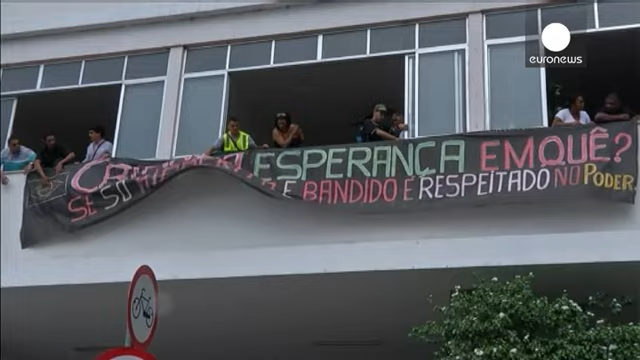 euronews
ESPERANÇA EM QUÊ?
SE SÓ E BANDIDO E RESPEITADO NO PODER